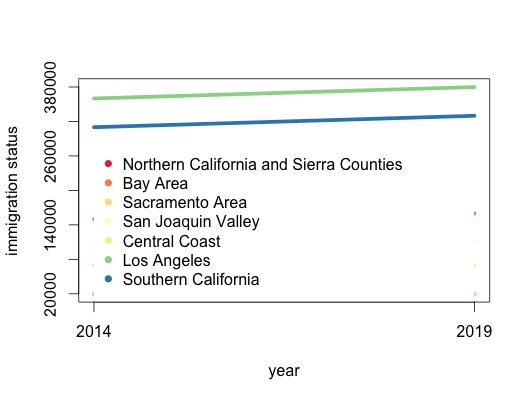 immigration status
380000
260000
140000
20000
Northern California and Sierra Counties
Bay Area
Sacramento Area
San Joaquin Valley
Central Coast
Los Angeles
Southern California
2014
2019
year